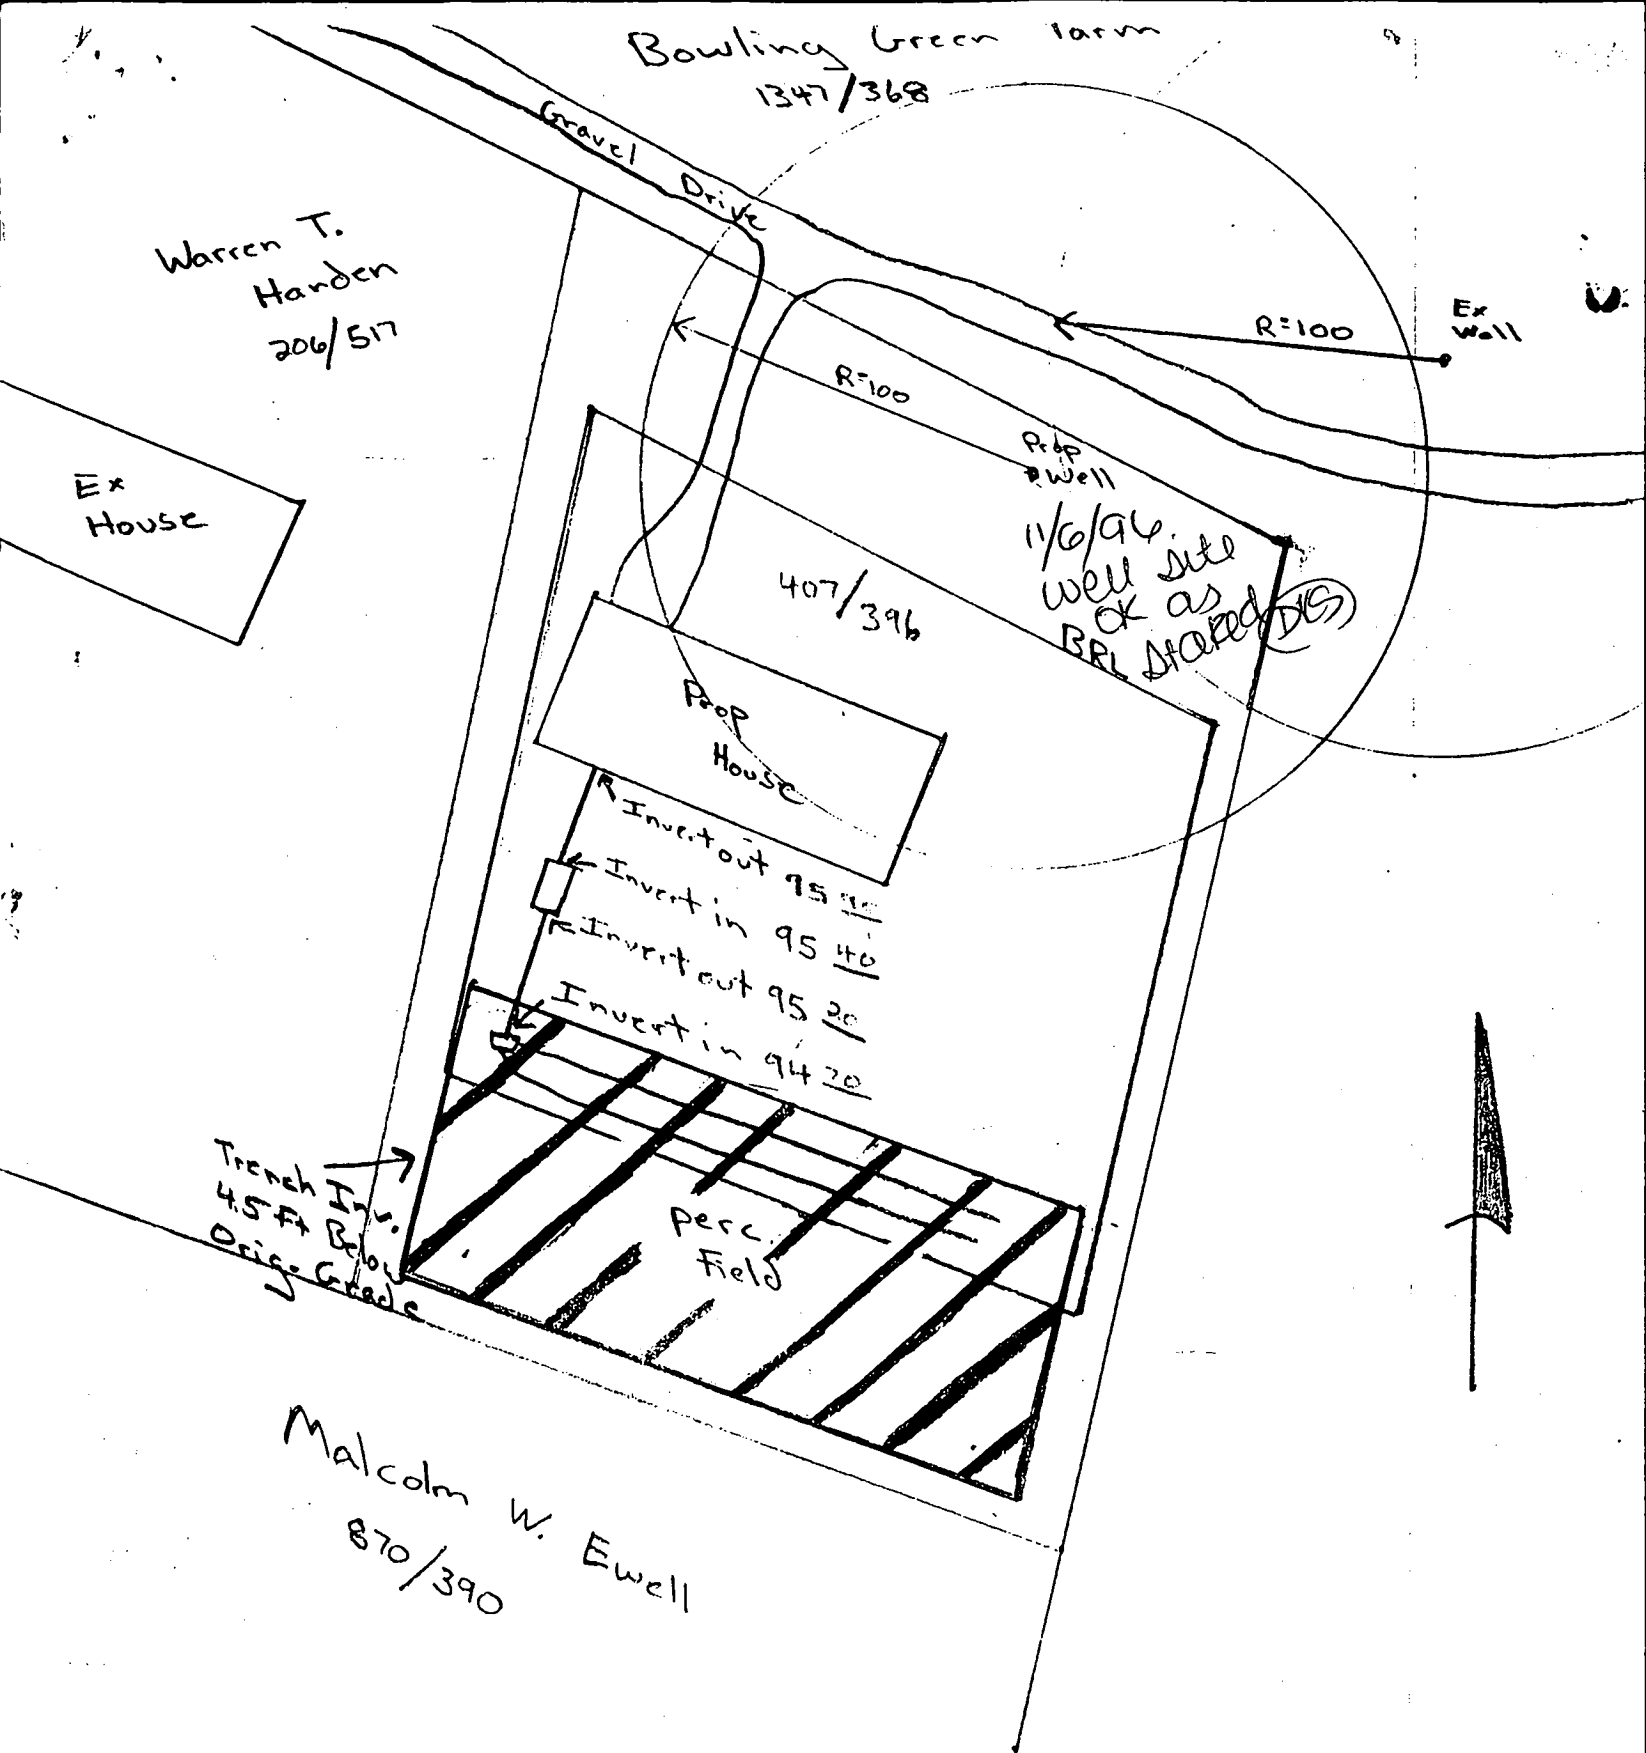 Bowling Green Farm
1347/368
Gravel Drive
Warren T.
Harden
206/517
Ex
Well
R=100
R=100
Prop
Well
11/6/96
well site
OK as
staked DKS
BRL
Ex
House
407/396
Prop
House
Invert out 95
Invert in 95 40
Invert out 95 20
Invert in 94 20
Trench Inv.
4.5 Ft Below
Orig. Grade
perc.
Field
Malcolm W. Ewell
870/390